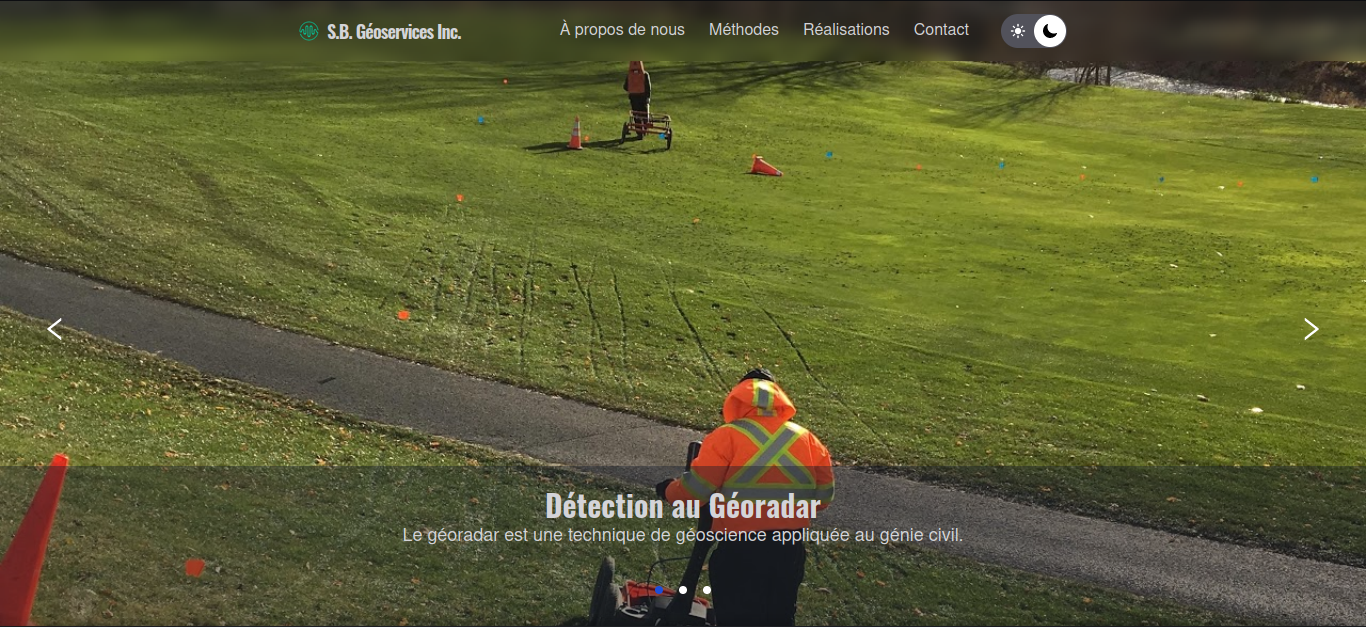 S.B. Géoservices Inc.
À propos de nous
Méthodes
Réalisations
Contact
Détection au Géoradar
Le géoradar est une technique de géoscience appliquée au génie civil.